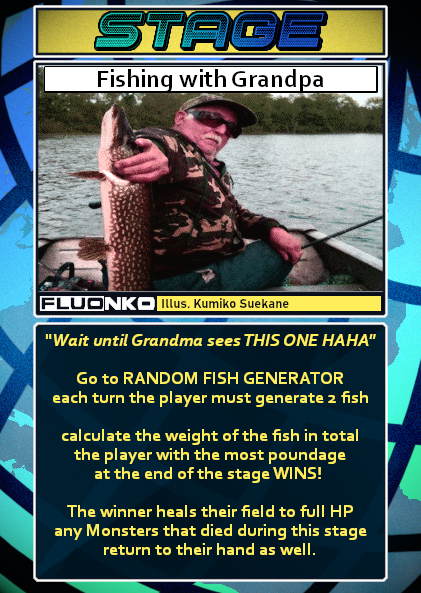 STAGE
Fishing with Grandpa
FLUONKO
Illus. Kumiko Suekane
"Wait until Grandma sees THIS ONE HAHA"
Go to RANDOM FISH GENERATOR
each turn the player must generate 2 fish
calculate the weight of the fish in total
the player with the most poundage
at the end of the stage WINS!
The winner heals their field to full HP
any Monsters that died during this stage
return to their hand as well.